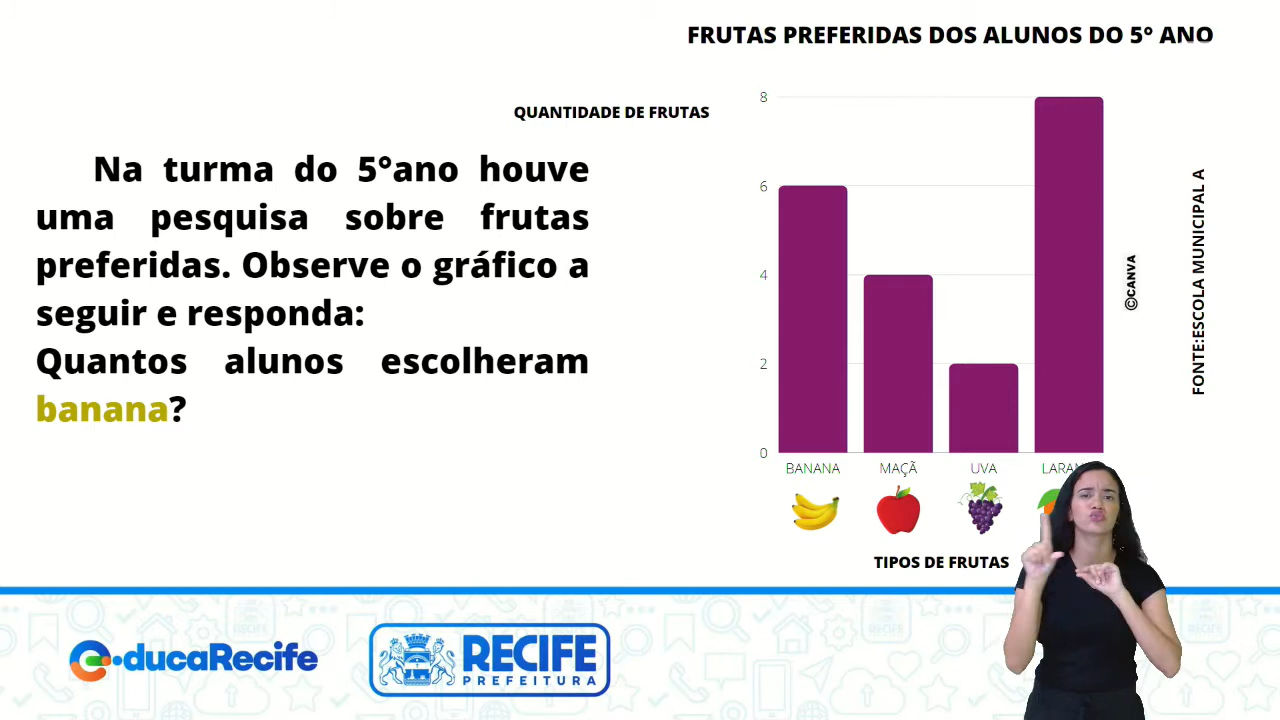 FRUTAS PREFERIDAS DOS ALUNOS DO 5° ANO
QUANTIDADE DE FRUTAS
Na turma do 5°ano houve
uma pesquisa sobre frutas
preferidas. Observe o gráfico a
seguir e responda:
Quantos alunos escolheram
banana?
8
6
4
2
0
BANANA MAÇÃ UVA
TIPOS DE FRUTAS
©CANVA
FONTE:ESCOLA MUNICIPAL A
EducaRecife
RECIFE
PREFEITURA